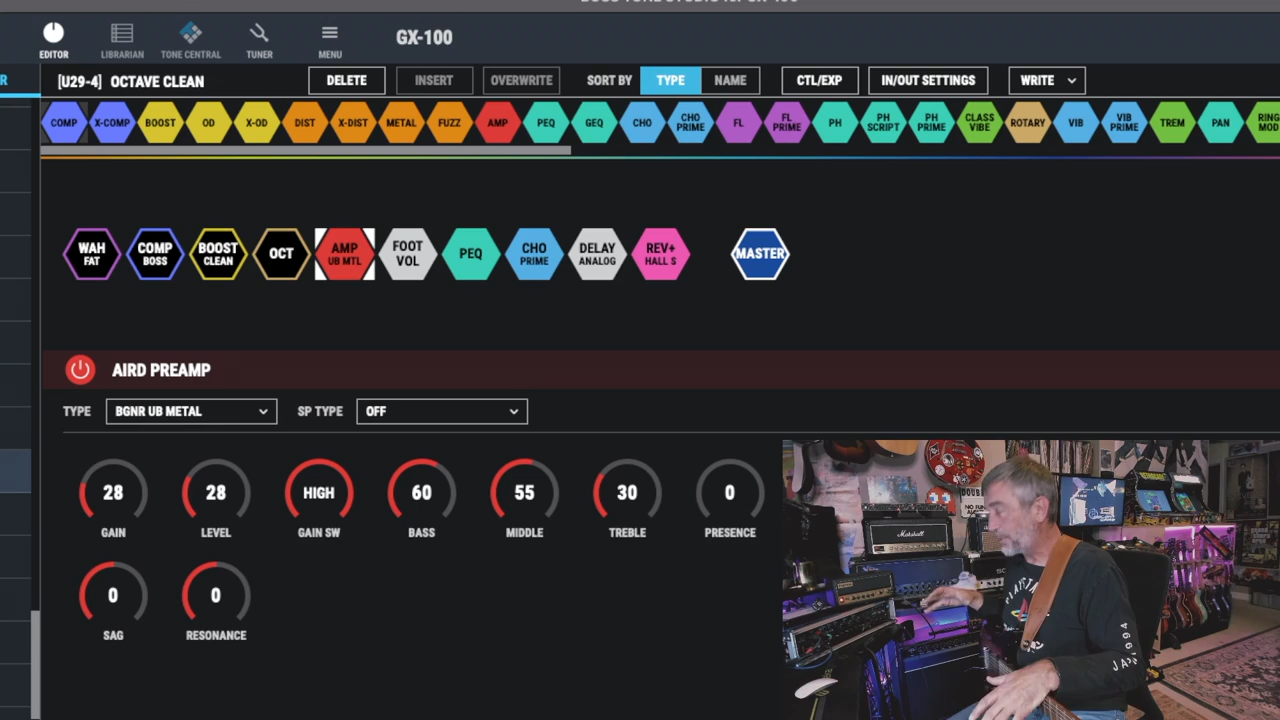 EDITOR
LIBRARIAN
TONE CENTRAL
TUNER
MENU
GX-100
R
[U29-4] OCTAVE CLEAN
DELETE
INSERT
OVERWRITE
SORT BY
TYPE
NAME
CTL/EXP
IN/OUT SETTINGS
WRITE
COMP
X-COMP
BOOST
OD
X-OD
DIST
X-DIST
METAL
FUZZ
AMP
PEQ
GEQ
CHO
CHO
PRIME
FL
FL
PRIME
PH
PH
SCRIPT
PH
PRIME
CLASS
VIBE
ROTARY
VIB
VIB
PRIME
TREM
PAN
RING
MOD
WAH
FAT
COMP
BOSS
BOOST
CLEAN
OCT
AMP
UB MTL
FOOT
VOL
PEQ
CHO
PRIME
DELAY
ANALOG
REV+
HALL S
MASTER
AIRD PREAMP
TYPE
BGNR UB METAL
SP TYPE
OFF
28
28
HIGH
60
55
30
0
GAIN
LEVEL
GAIN SW
BASS
MIDDLE
TREBLE
PRESENCE
0
0
SAG
RESONANCE
Marshall
1994